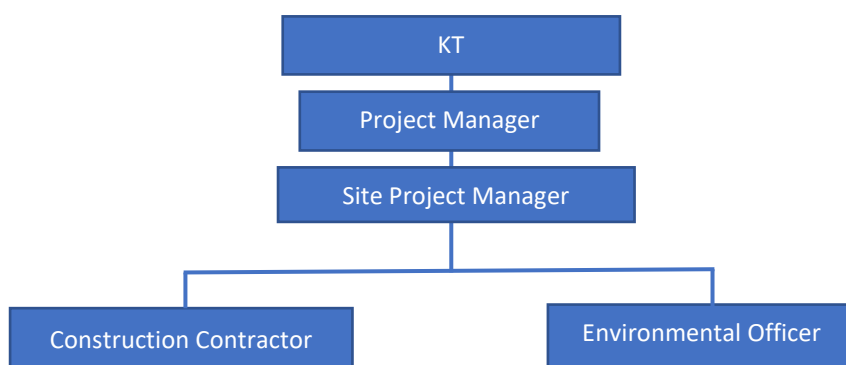 KT
Project Manager
Site Project Manager
Construction Contractor
Environmental Officer